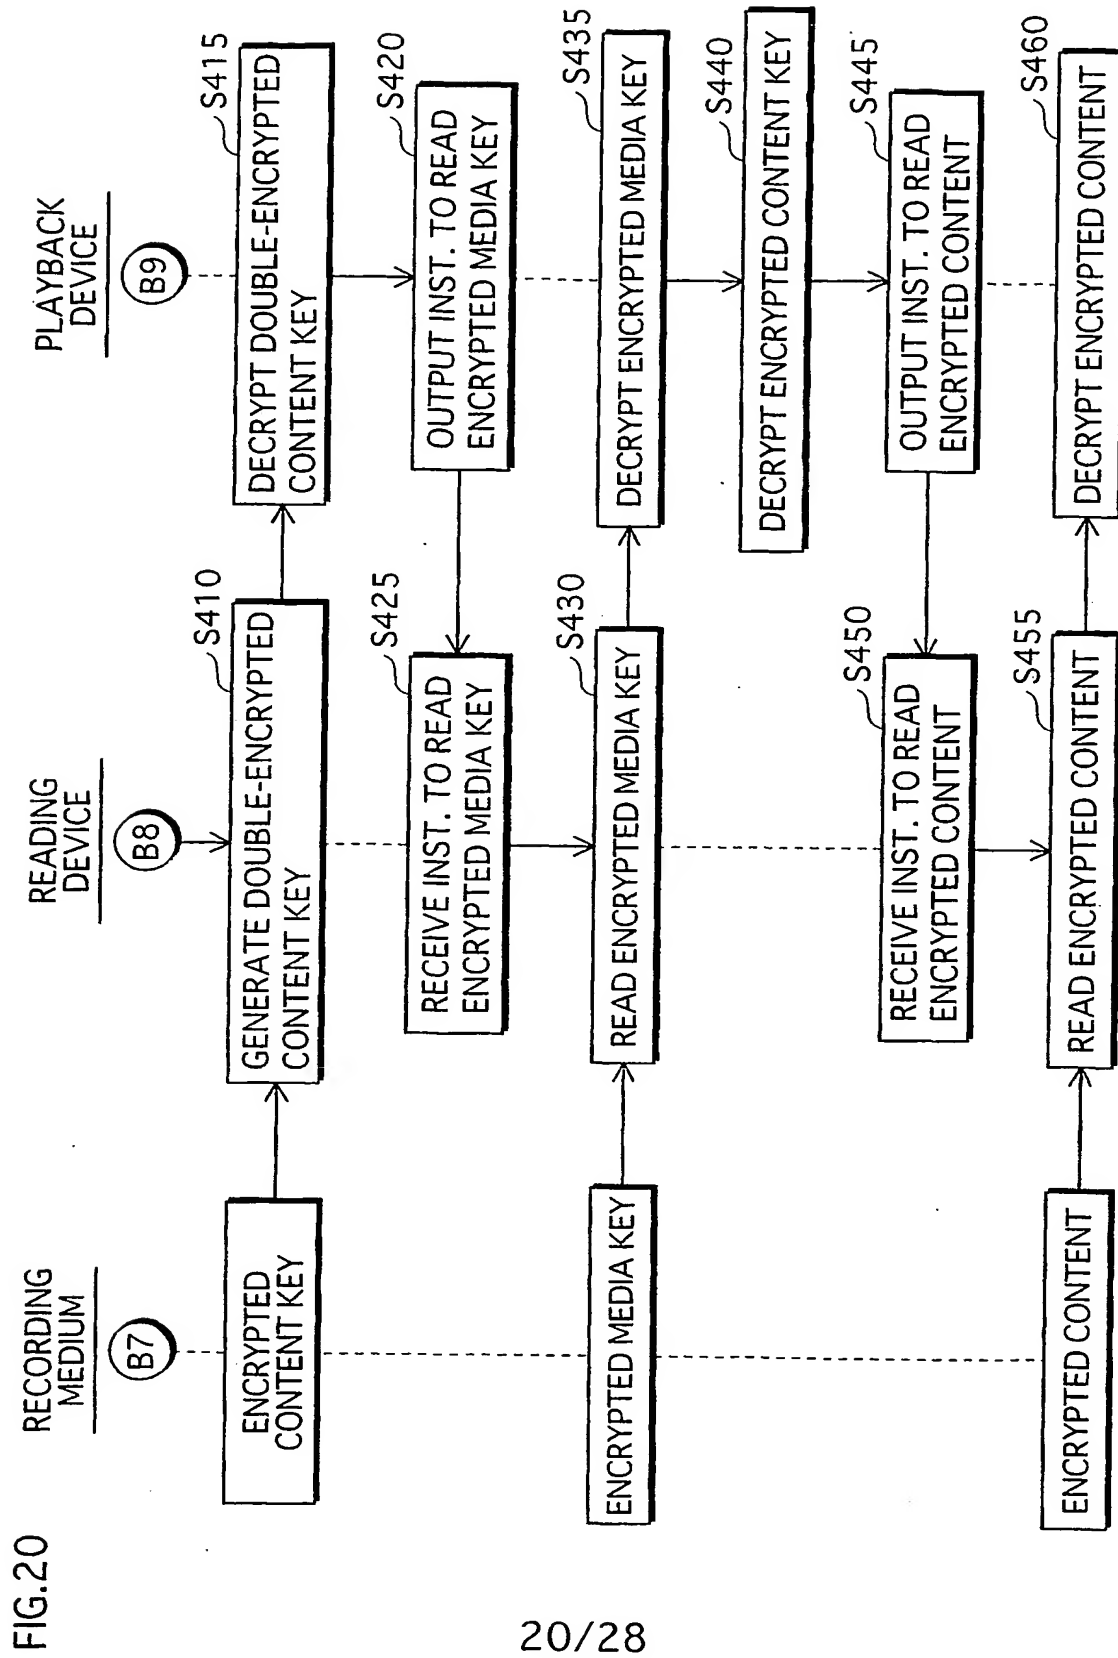 FIG.20
RECORDING
MEDIUM
READING
DEVICE
PLAYBACK
DEVICE
B7
B8
B9
ENCRYPTED
CONTENT KEY
S410
GENERATE DOUBLE-ENCRYPTED
CONTENT KEY
S415
DECRYPT DOUBLE-ENCRYPTED
CONTENT KEY
S420
OUTPUT INST. TO READ
ENCRYPTED MEDIA KEY
S425
RECEIVE INST. TO READ
ENCRYPTED MEDIA KEY
ENCRYPTED MEDIA KEY
S430
READ ENCRYPTED MEDIA KEY
S435
DECRYPT ENCRYPTED MEDIA KEY
S440
DECRYPT ENCRYPTED CONTENT KEY
S445
OUTPUT INST. TO READ
ENCRYPTED CONTENT
S450
RECEIVE INST. TO READ
ENCRYPTED CONTENT
ENCRYPTED CONTENT
S455
READ ENCRYPTED CONTENT
S460
DECRYPT ENCRYPTED CONTENT
20/28